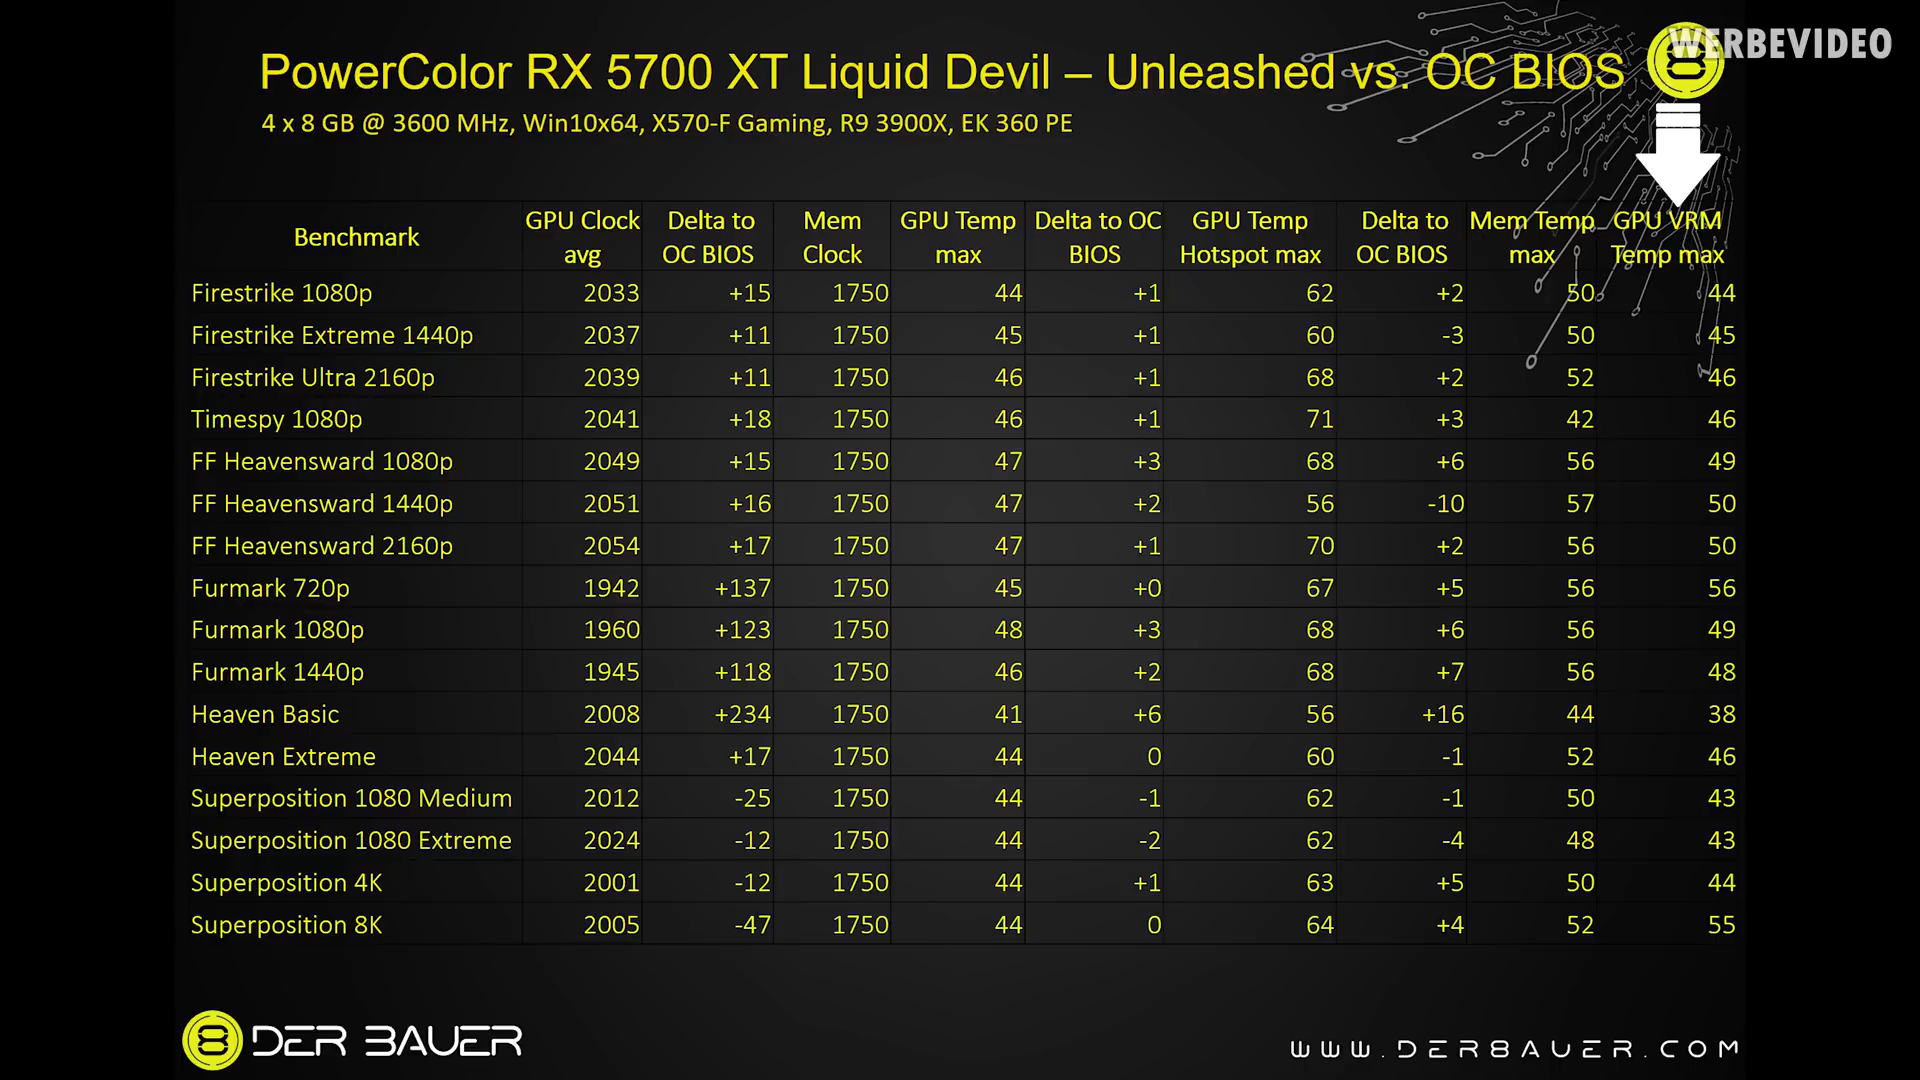 WERBEVIDEO
PowerColor RX 5700 XT Liquid Devil – Unleashed vs. OC BIOS
4 x 8 GB @ 3600 MHz, Win10x64, X570-F Gaming, R9 3900X, EK 360 PE
Benchmark GPU Clock avg Delta to OC BIOS Mem Clock GPU Temp max Delta to OC BIOS GPU Temp Hotspot max Delta to OC BIOS Mem Temp max GPU VRM Temp max
Firestrike 1080p 2033 +15 1750 44 +1 62 +2 50 44
Firestrike Extreme 1440p 2037 +11 1750 45 +1 60 -3 50 45
Firestrike Ultra 2160p 2039 +11 1750 46 +1 68 +2 52 46
Timespy 1080p 2041 +18 1750 46 +1 71 +3 42 46
FF Heavensward 1080p 2049 +15 1750 47 +3 68 +6 56 49
FF Heavensward 1440p 2051 +16 1750 47 +2 56 -10 57 50
FF Heavensward 2160p 2054 +17 1750 47 +1 70 +2 56 50
Furmark 720p 1942 +137 1750 45 +0 67 +5 56 56
Furmark 1080p 1960 +123 1750 48 +3 68 +6 56 49
Furmark 1440p 1945 +118 1750 46 +2 68 +7 56 48
Heaven Basic 2008 +234 1750 41 +6 56 +16 44 38
Heaven Extreme 2044 +17 1750 44 0 60 -1 52 46
Superposition 1080 Medium 2012 -25 1750 44 -1 62 -1 50 43
Superposition 1080 Extreme 2024 -12 1750 44 -2 62 -4 48 43
Superposition 4K 2001 -12 1750 44 +1 63 +5 50 44
Superposition 8K 2005 -47 1750 44 0 64 +4 52 55
8 DER 8AUER
WWW.DER8AUER.COM